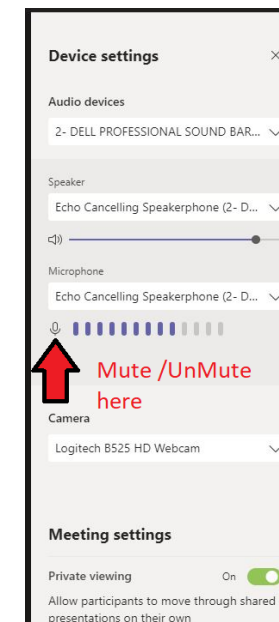 Device settings
Audio devices
2- DELL PROFESSIONAL SOUND BAR...
Speaker
Echo Cancelling Speakerphone (2- D...
Microphone
Echo Cancelling Speakerphone (2- D...
Mute /UnMute
here
Camera
Logitech B525 HD Webcam
Meeting settings
Private viewing On
Allow participants to move through shared
presentations on their own